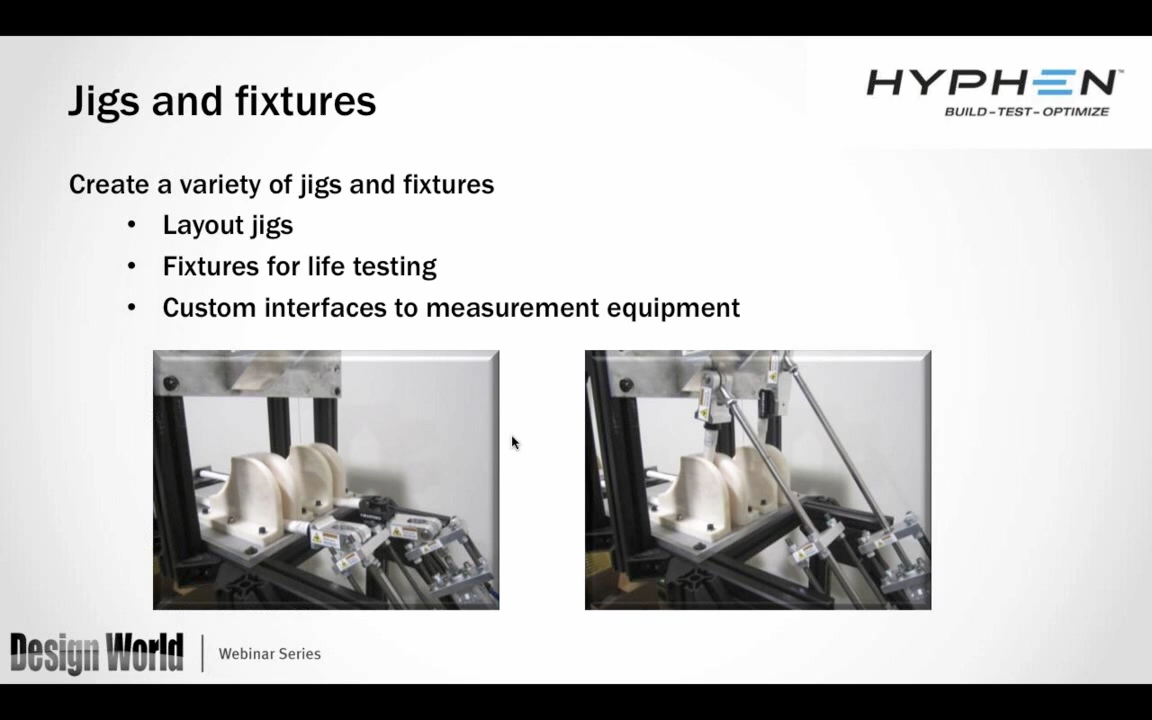 Jigs and fixtures
HYPHEN™
BUILD–TEST–OPTIMIZE
Create a variety of jigs and fixtures
• Layout jigs
• Fixtures for life testing
• Custom interfaces to measurement equipment
Design World
Webinar Series